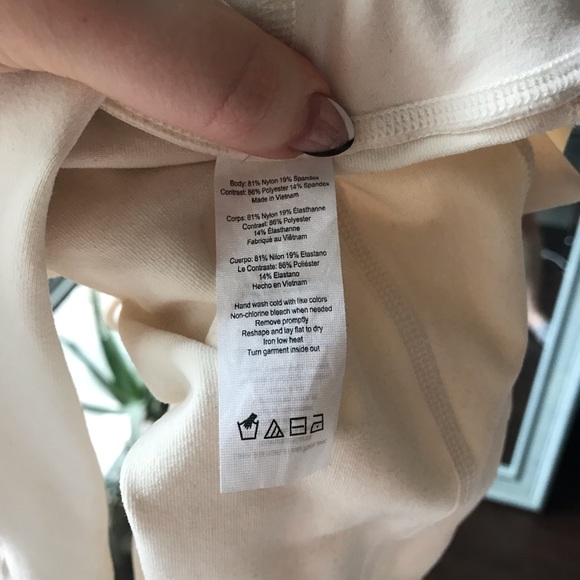 Body: 81% Nylon 19% Spandex
Contrast: 86% Polyester 14% Spandex
Made in Vietnam
Corps: 81% Nylon 19% Élasthanne
Contrast: 86% Polyester
14% Élasthanne
Fabriqué au Viêtnam
Cuerpo: 81% Nilon 19% Elastano
Le Contraste: 86% Poliéster
14% Elastano
Hecho en Vietnam
Hand wash cold with like colors
Non-chlorine bleach when needed
Remove promptly
Reshape and lay flat to dry
Iron low heat
Turn garment inside out